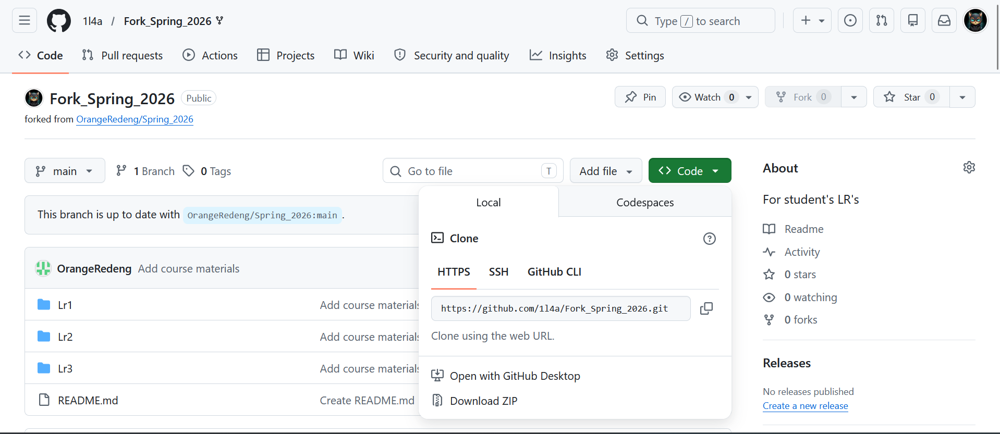 1l4a / Fork_Spring_2026
Type / to search
Code Pull requests Actions Projects Wiki Security and quality Insights Settings
Fork_Spring_2026 Public
Pin Watch 0 Fork 0 Star 0
forked from OrangeRedeng/Spring_2026
main 1 Branch 0 Tags
Go to file T
Add file
Code
This branch is up to date with OrangeRedeng/Spring_2026:main .
OrangeRedeng Add course materials
Lr1 Add course materials
Lr2 Add course materials
Lr3 Add course materials
README.md Create README.md
Local Codespaces
Clone
HTTPS SSH GitHub CLI
https://github.com/1l4a/Fork_Spring_2026.git
Clone using the web URL.
Open with GitHub Desktop
Download ZIP
About
For student's LR's
Readme
Activity
0 stars
0 watching
0 forks
Releases
No releases published
Create a new release